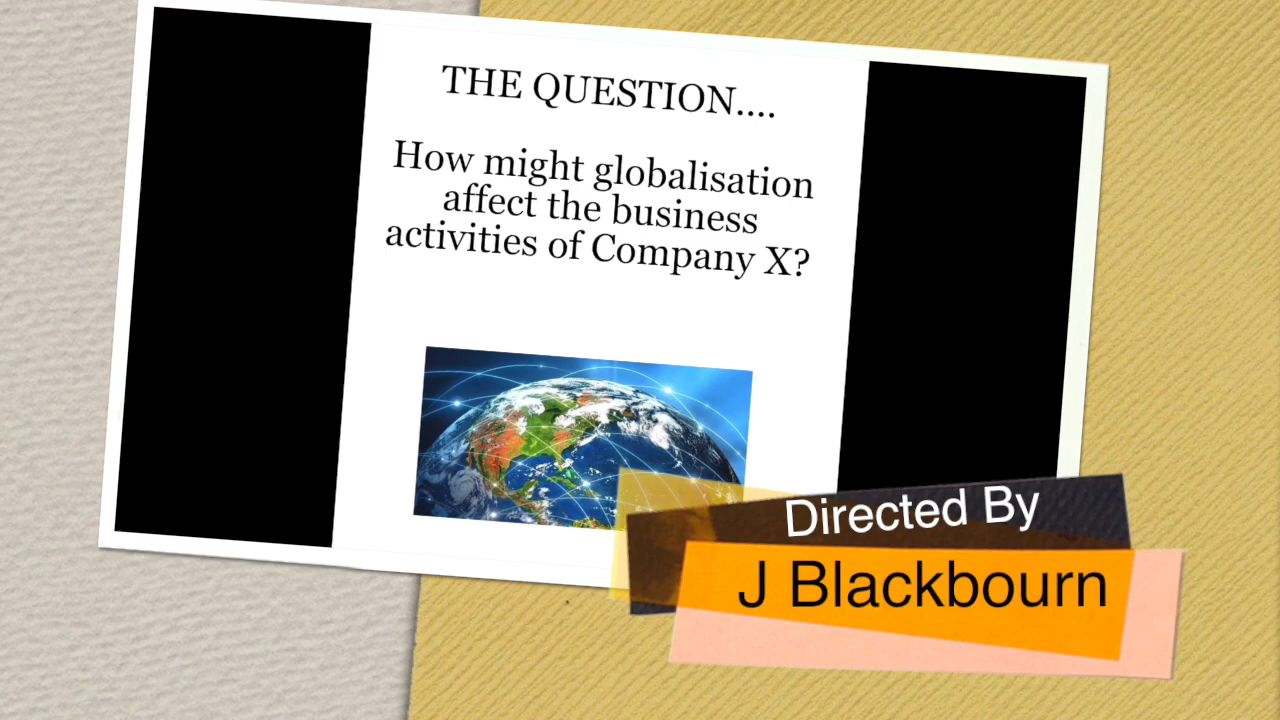 THE QUESTION....
How might globalisation
affect the business
activities of Company X?
Directed By
J Blackbourn